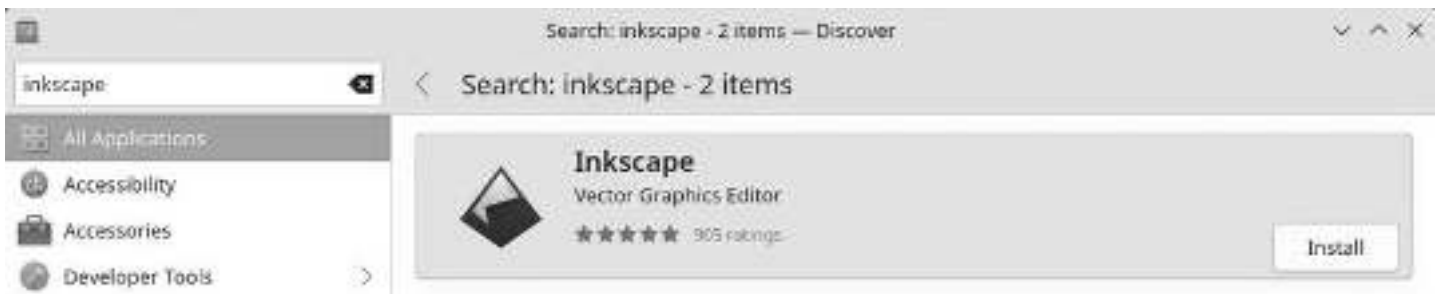 Search: inkscape - 2 items — Discover
inkscape
Search: inkscape - 2 items
All Applications
Accessibility
Accessories
Developer Tools
Inkscape
Vector Graphics Editor
905 ratings
Install